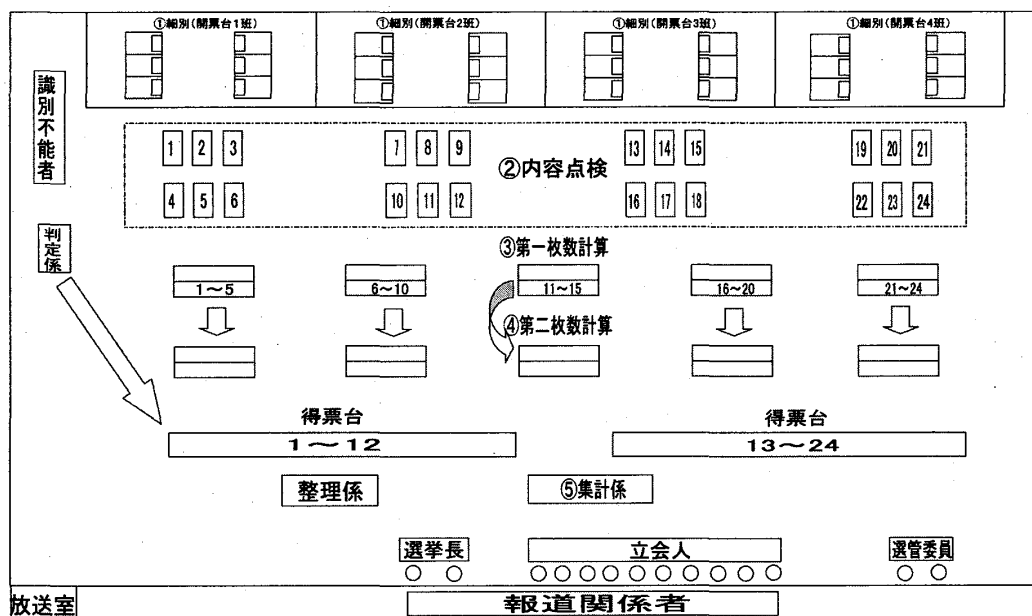 ①細別(開票台1班)
①細別(開票台2班)
①細別(開票台3班)
①細別(開票台4班)
識別不能者
1 2 3
7 8 9
13 14 15
19 20 21
②内容点検
4 5 6
10 11 12
16 17 18
22 23 24
判定係
③第一枚数計算
1～5
6～10
11～15
16～20
21～24
④第二枚数計算
得票台
得票台
1～12
13～24
整理係
⑤集計係
選挙長
立会人
選管委員
放送室
報道関係者